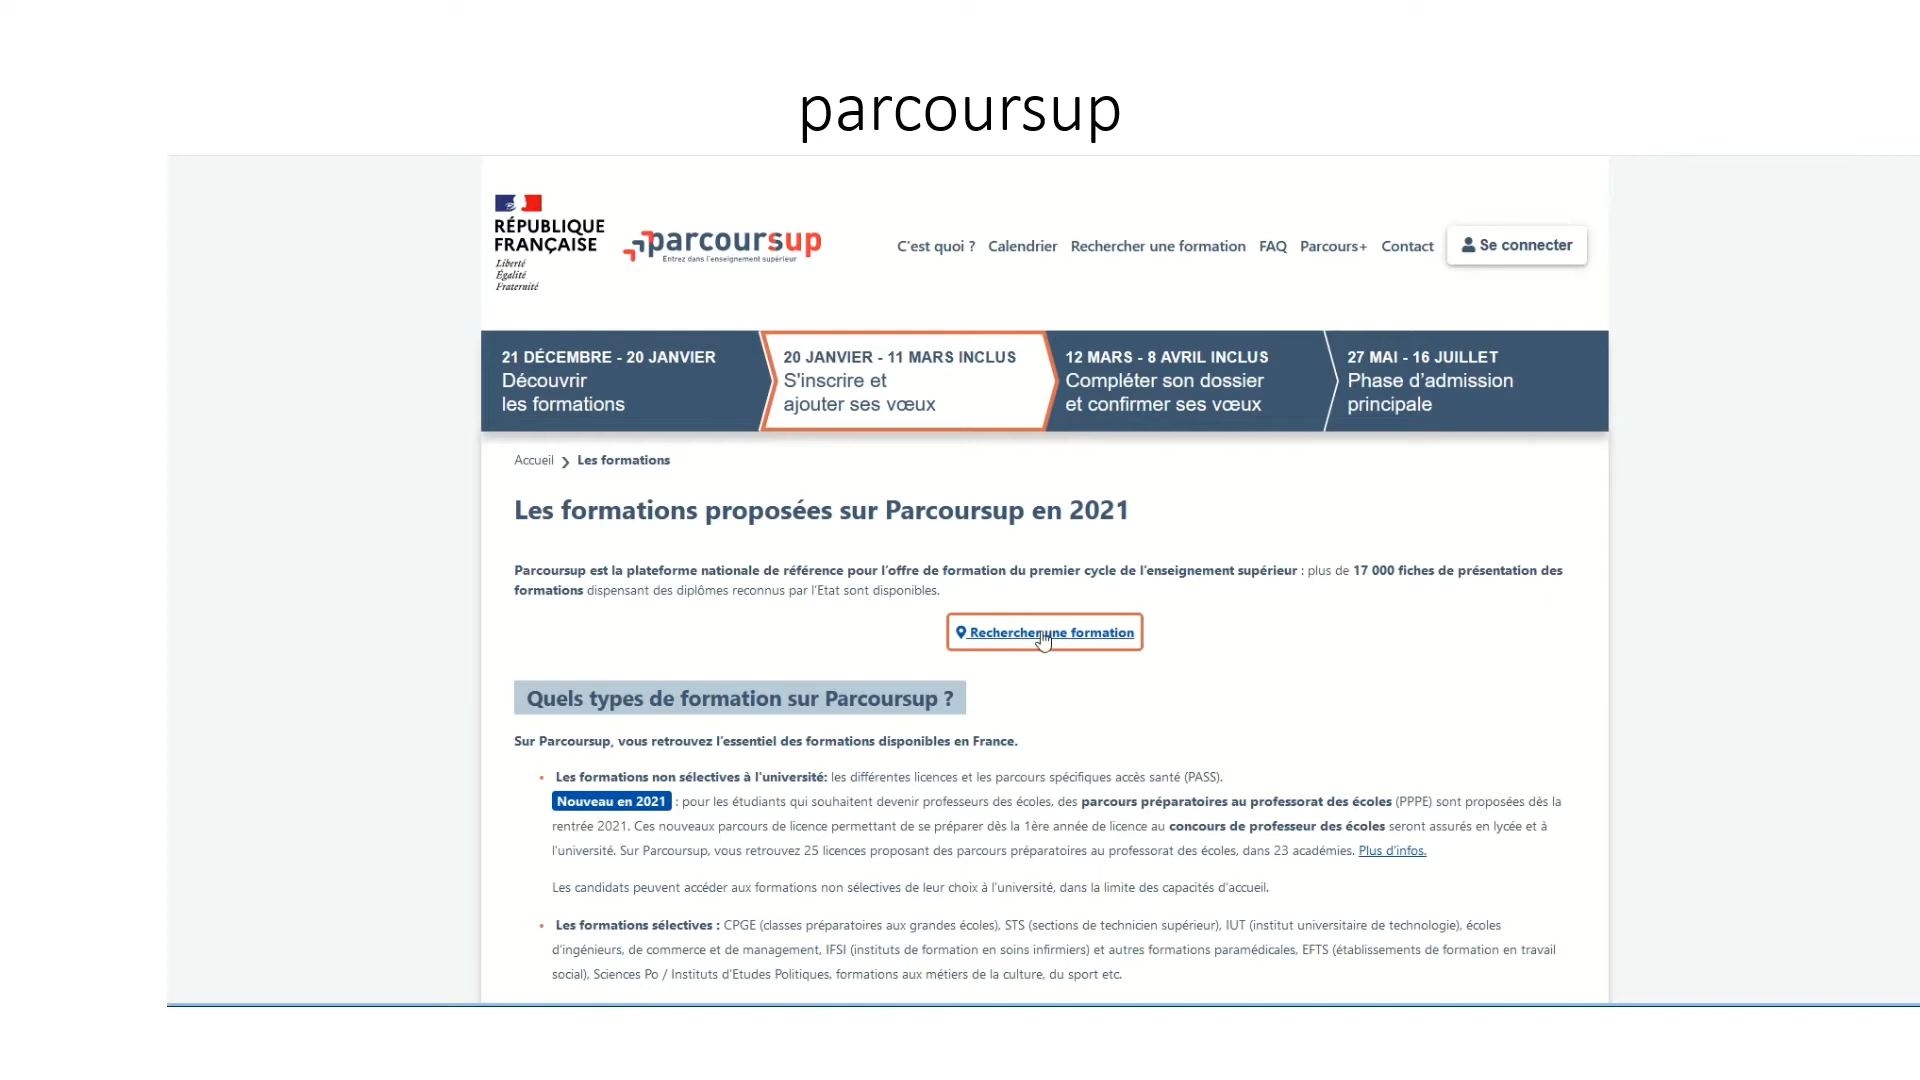 parcoursup
RÉPUBLIQUE
FRANÇAISE
Liberté
Égalité
Fraternité
parcoursup
Entrez dans l'enseignement supérieur
C'est quoi ? Calendrier Rechercher une formation FAQ Parcours+ Contact Se connecter
21 DÉCEMBRE - 20 JANVIER
Découvrir
les formations
20 JANVIER - 11 MARS INCLUS
S'inscrire et
ajouter ses vœux
12 MARS - 8 AVRIL INCLUS
Compléter son dossier
et confirmer ses vœux
27 MAI - 16 JUILLET
Phase d’admission
principale
Accueil ❯ Les formations
Les formations proposées sur Parcoursup en 2021
Parcoursup est la plateforme nationale de référence pour l’offre de formation du premier cycle de l’enseignement supérieur : plus de 17 000 fiches de présentation des
formations dispensant des diplômes reconnus par l’Etat sont disponibles.
Rechercher une formation
Quels types de formation sur Parcoursup ?
Sur Parcoursup, vous retrouvez l’essentiel des formations disponibles en France.
• Les formations non sélectives à l’université: les différentes licences et les parcours spécifiques accès santé (PASS).
Nouveau en 2021 : pour les étudiants qui souhaitent devenir professeurs des écoles, des parcours préparatoires au professorat des écoles (PPPE) sont proposées dès la
rentrée 2021. Ces nouveaux parcours de licence permettant de se préparer dès la 1ère année de licence au concours de professeur des écoles seront assurés en lycée et à
l’université. Sur Parcoursup, vous retrouvez 25 licences proposant des parcours préparatoires au professorat des écoles, dans 23 académies. Plus d’infos.
Les candidats peuvent accéder aux formations non sélectives de leur choix à l’université, dans la limite des capacités d’accueil.
• Les formations sélectives : CPGE (classes préparatoires aux grandes écoles), STS (sections de technicien supérieur), IUT (institut universitaire de technologie), écoles
d’ingénieurs, de commerce et de management, IFSI (instituts de formation en soins infirmiers) et autres formations paramédicales, EFTS (établissements de formation en travail
social), Sciences Po / Instituts d’Etudes Politiques, formations aux métiers de la culture, du sport etc.